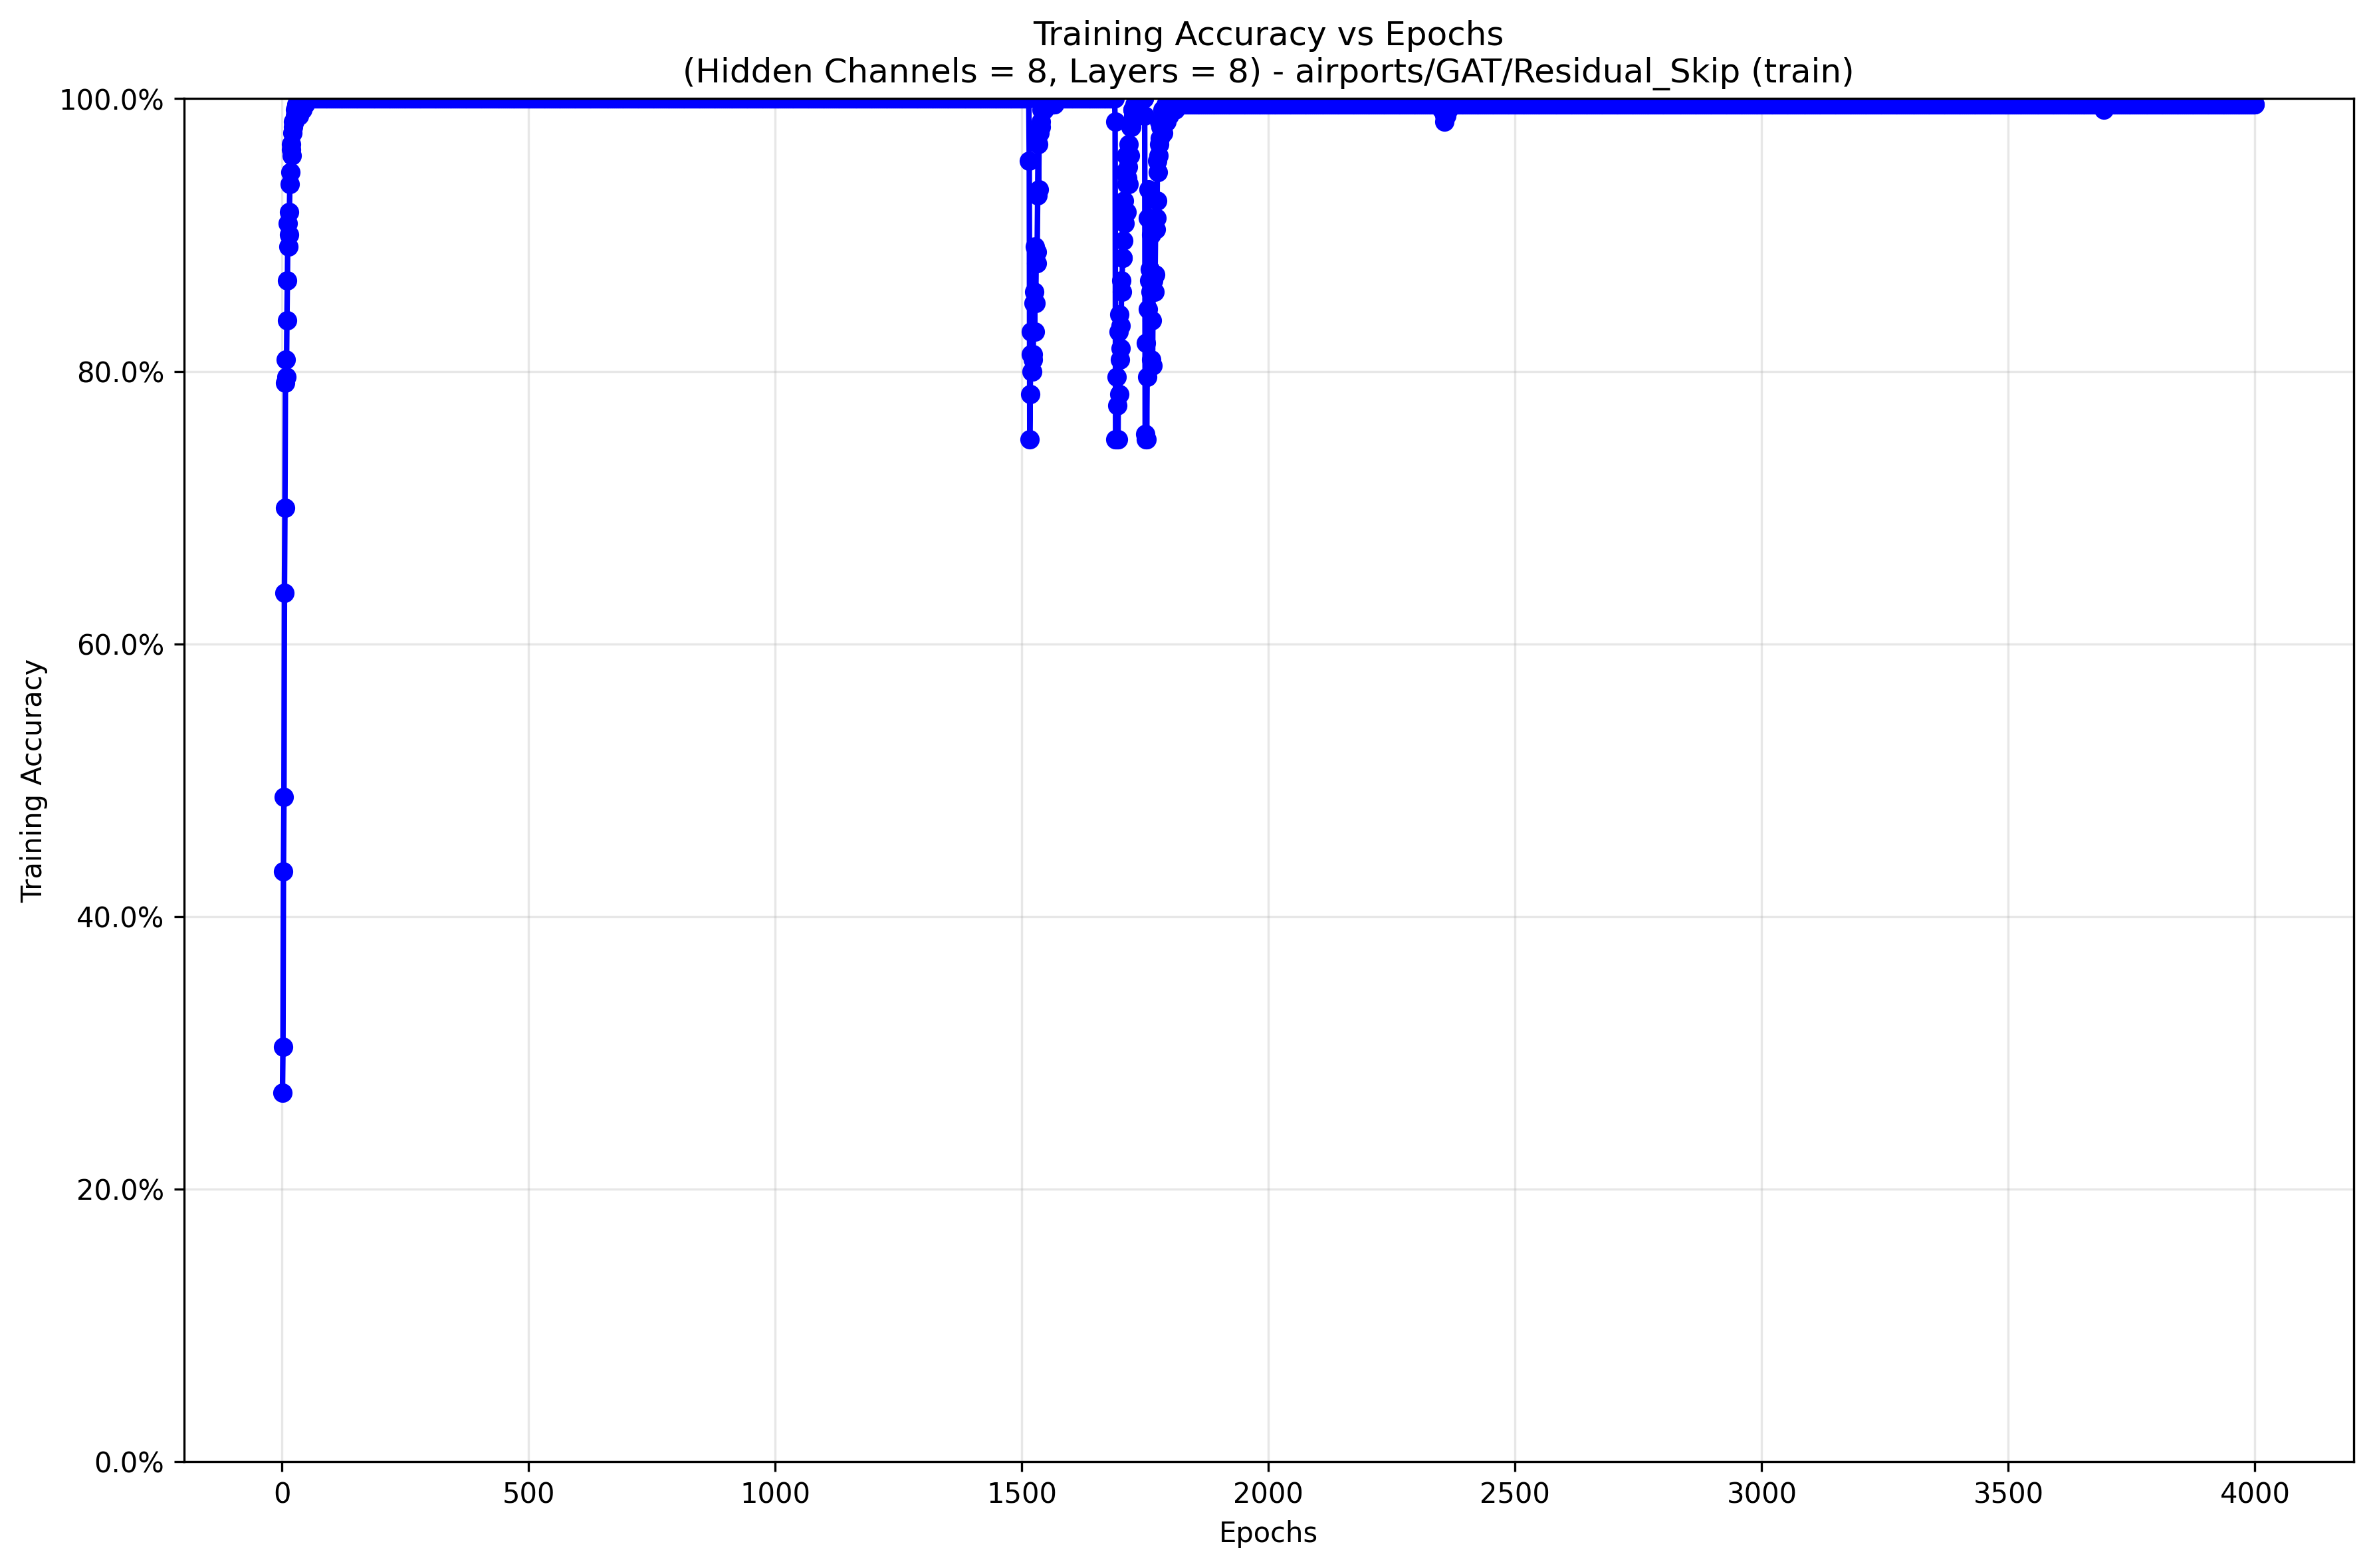 Training Accuracy vs Epochs
(Hidden Channels = 8, Layers = 8) - airports/GAT/Residual_Skip (train)
100.0%
80.0%
60.0%
40.0%
20.0%
0.0%
Training Accuracy
0 500 1000 1500 2000 2500 3000 3500 4000
Epochs